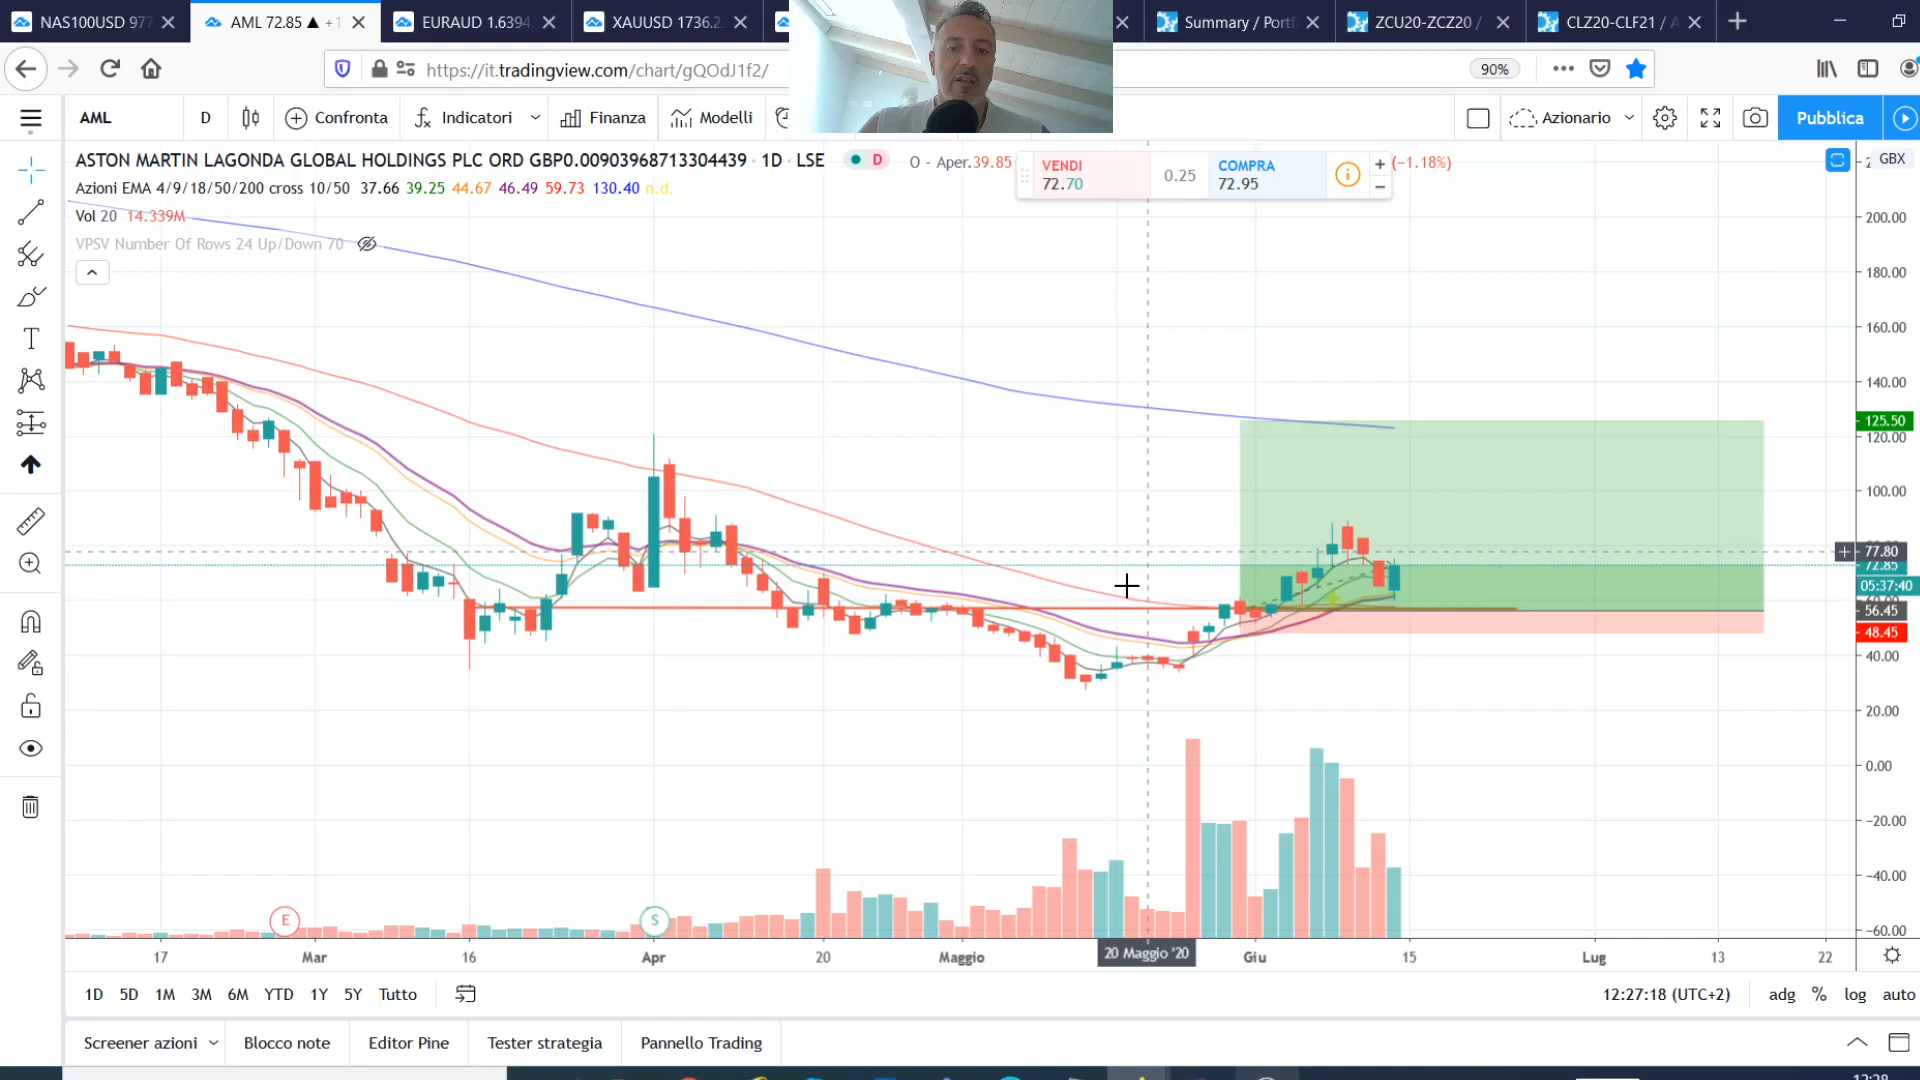 NAS100USD 977
AML 72.85 ▲ +1
EURAUD 1.6394
XAUUSD 1736.2
Summary / Portf
ZCU20-ZCZ20 /
CLZ20-CLF21 / A
https://it.tradingview.com/chart/gQOdJ1f2/
90%
AML
D
Confronta
Indicatori
Finanza
Modelli
Azionario
Pubblica
ASTON MARTIN LAGONDA GLOBAL HOLDINGS PLC ORD GBP0.00903968713304439 · 1D · LSE
D
O - Aper.39.85
VENDI
72.70
0.25
COMPRA
72.95
(−1.18%)
GBX
Azioni EMA 4/9/18/50/200 cross 10/50 37.66 39.25 44.67 46.49 59.73 130.40 n.d.
Vol 20 14.339M
VPSV Number Of Rows 24 Up/Down 70
200.00
180.00
160.00
140.00
125.50
120.00
100.00
77.80
72.85
05:37:40
56.45
48.45
40.00
20.00
0.00
−20.00
−40.00
−60.00
E
S
17
Mar
16
Apr
20
Maggio
20 Maggio '20
Giu
15
Lug
13
22
1D 5D 1M 3M 6M YTD 1Y 5Y Tutto
12:27:18 (UTC+2)
adg % log auto
Screener azioni
Blocco note
Editor Pine
Tester strategia
Pannello Trading